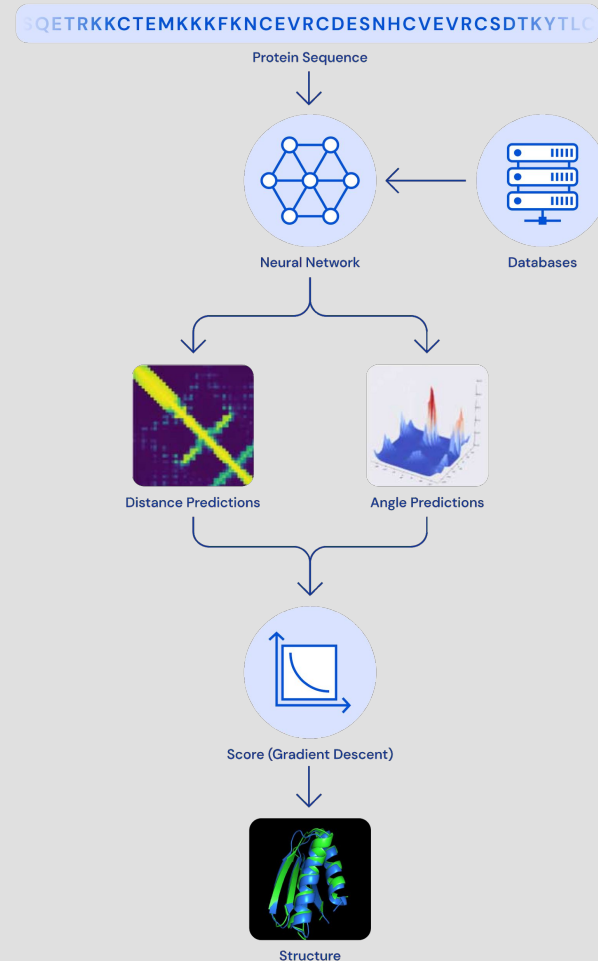 SQETRKKCTEMKKKFKNCEVRCDESNHCVEVRCSDTKYTLC
Protein Sequence
Neural Network
Databases
Distance Predictions
Angle Predictions
Score (Gradient Descent)
Structure